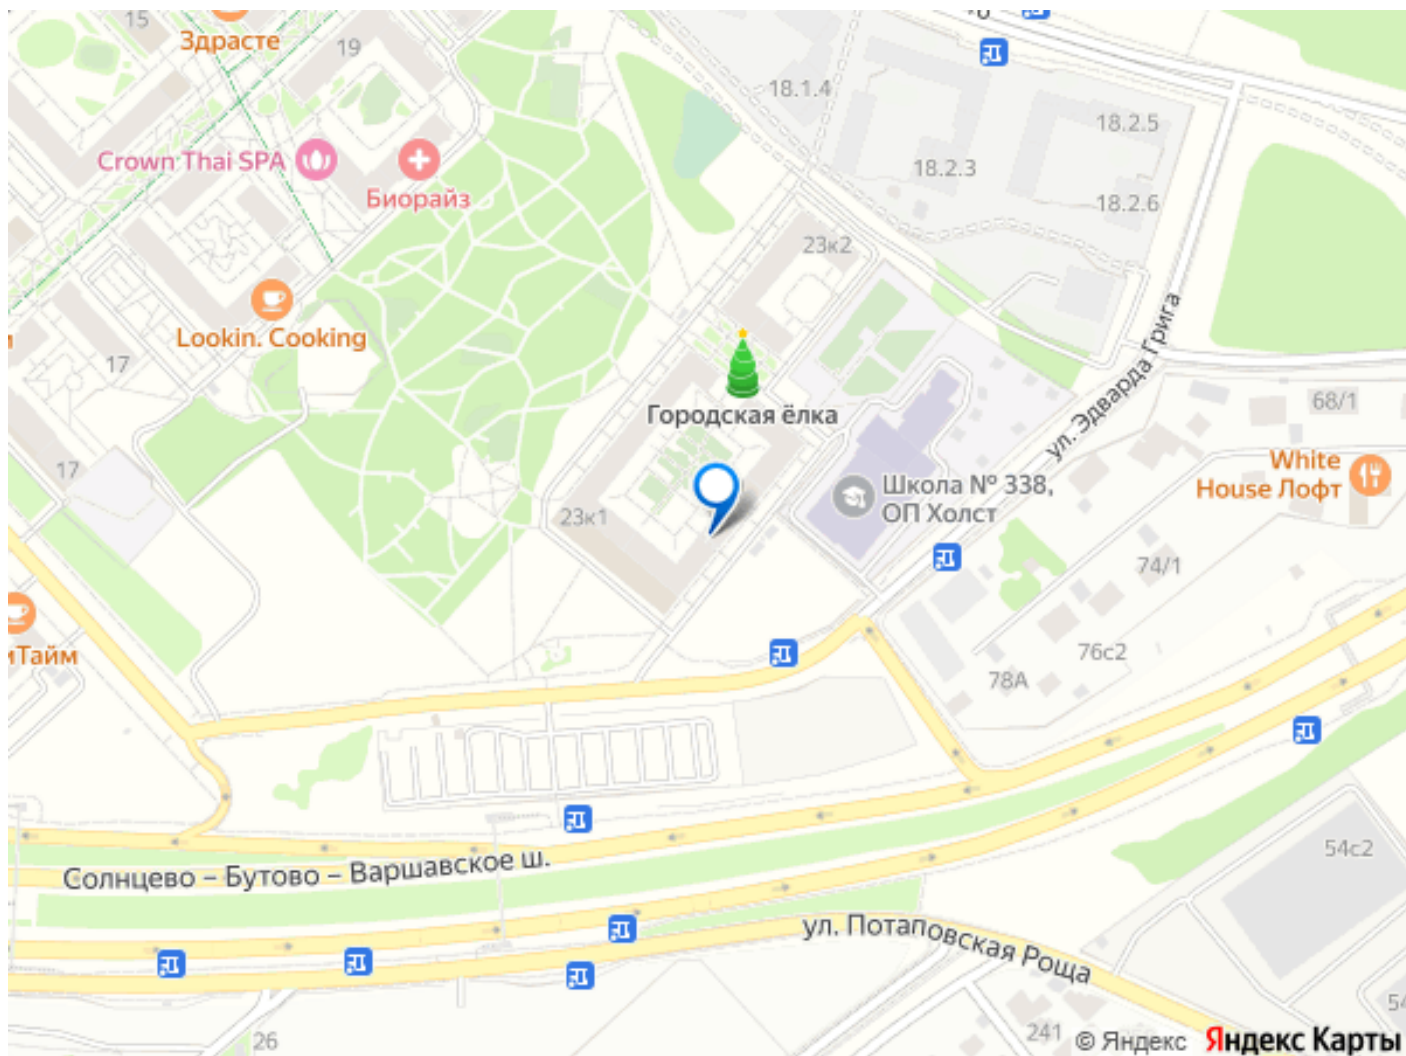 15
Здрасте
19
18.1.4
18.2.5
18.2.3
18.2.6
Crown Thai SPA
Биорайз
23к2
Lookin. Cooking
17
ул. Эдварда Грига
Городская ёлка
68/1
17
White
House Лофт
Школа № 338,
ОП Холст
23к1
74/1
76с2
78А
иТайм
Солнцево – Бутово – Варшавское ш.
54с2
ул. Потаповская Роща
26
241
54
© Яндекс Яндекс Карты